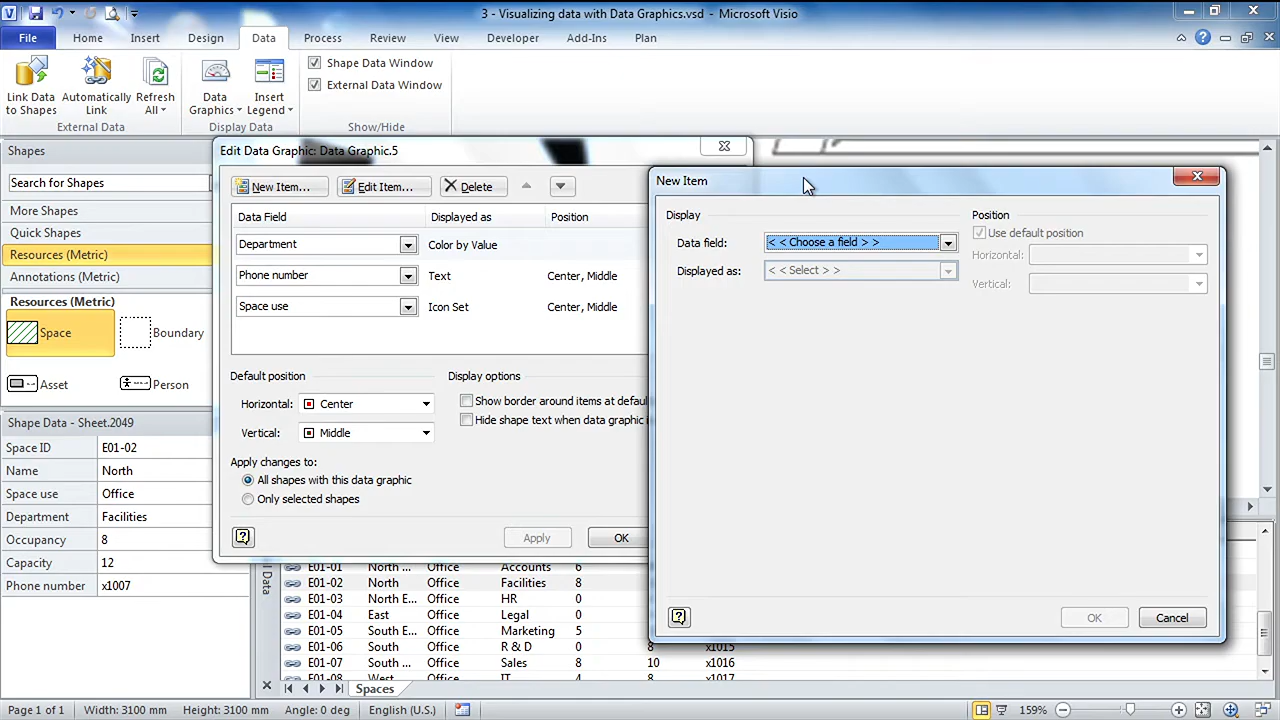 3 - Visualizing data with Data Graphics.vsd - Microsoft Visio
File Home Insert Design Data Process Review View Developer Add-Ins Plan
Link Data to Shapes
Automatically Link
Refresh All
Data Graphics
Insert Legend
Shape Data Window
External Data Window
External Data
Display Data
Show/Hide
Shapes
Search for Shapes
More Shapes
Quick Shapes
Resources (Metric)
Annotations (Metric)
Resources (Metric)
Space Boundary
Asset Person
Shape Data - Sheet.2049
Space ID E01-02
Name North
Space use Office
Department Facilities
Occupancy 8
Capacity 12
Phone number x1007
Edit Data Graphic: Data Graphic.5
New Item... Edit Item... Delete
Data Field Displayed as Position
Department Color by Value
Phone number Text Center, Middle
Space use Icon Set Center, Middle
Default position
Horizontal: Center
Vertical: Middle
Display options
Show border around items at defaul
Hide shape text when data graphic i
Apply changes to:
All shapes with this data graphic
Only selected shapes
Apply OK
New Item
Display
Data field: < < Choose a field > >
Displayed as: < < Select > >
Position
Use default position
Horizontal:
Vertical:
OK Cancel
Data
E01-01 North ... Office Accounts 6
E01-02 North Office Facilities 8
E01-03 North E... Office HR 0
E01-04 East Office Legal 0
E01-05 South E... Office Marketing 5
E01-06 South Office R & D 0 8 x1015
E01-07 South ... Office Sales 8 10 x1016
E01-08 West Office IT 4 8 x1017
Spaces
Page 1 of 1 Width: 3100 mm Height: 3100 mm Angle: 0 deg English (U.S.) 159%